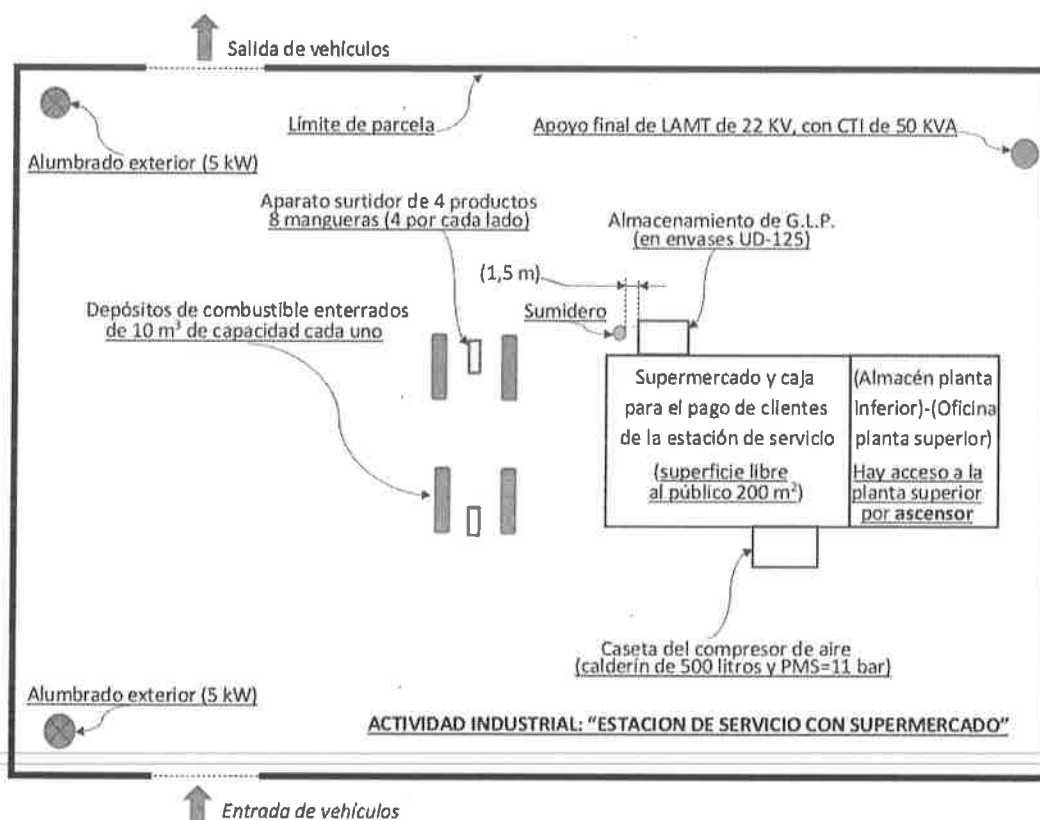 Salida de vehículos
Límite de parcela
Apoyo final de LAMT de 22 KV, con CTI de 50 KVA
Alumbrado exterior (5 kW)
Aparato surtidor de 4 productos
8 mangueras (4 por cada lado)
Almacenamiento de G.L.P.
(en envases UD-125)
(1,5 m)
Sumidero
Depósitos de combustible enterrados
de 10 m³ de capacidad cada uno
Supermercado y caja
para el pago de clientes
de la estación de servicio
(superficie libre
al público 200 m²)
(Almacén planta
Inferior)-(Oficina
planta superior)
Hay acceso a la
planta superior
por ascensor
Caseta del compresor de aire
(calderín de 500 litros y PMS=11 bar)
Alumbrado exterior (5 kW)
ACTIVIDAD INDUSTRIAL: "ESTACION DE SERVICIO CON SUPERMERCADO"
Entrada de vehículos